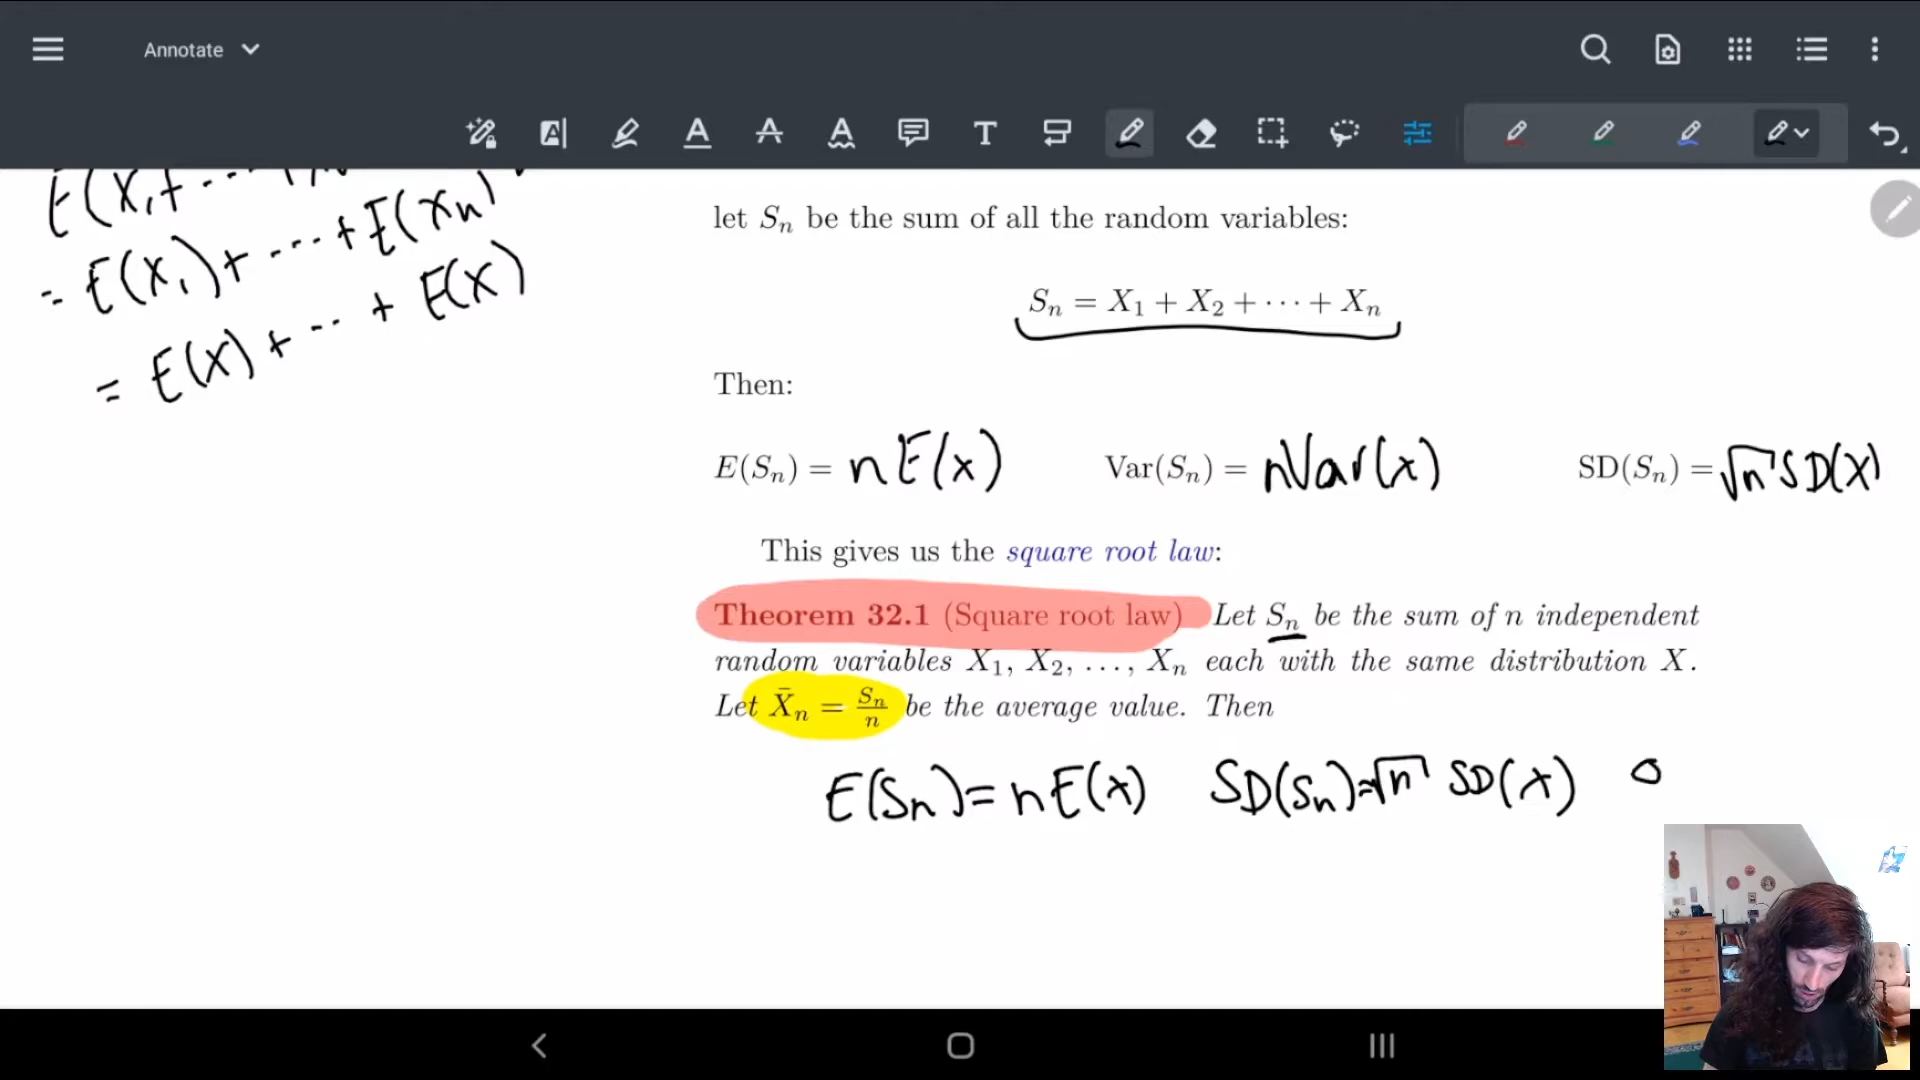 Annotate
E(X₁+ ...
= E(X₁)+ ... +E(Xn)
= E(X)+ ... + E(X)
let Sₙ be the sum of all the random variables:
Sₙ = X₁ + X₂ + ··· + Xₙ
Then:
E(Sₙ) = nE(X) Var(Sₙ) = nVar(X) SD(Sₙ) = √n SD(X)
This gives us the square root law:
Theorem 32.1 (Square root law) Let Sₙ be the sum of n independent
random variables X₁, X₂, ..., Xₙ each with the same distribution X.
Let X̄ₙ = Sₙ/n be the average value. Then
E(Sₙ)=nE(X) SD(Sₙ)=√n SD(X)